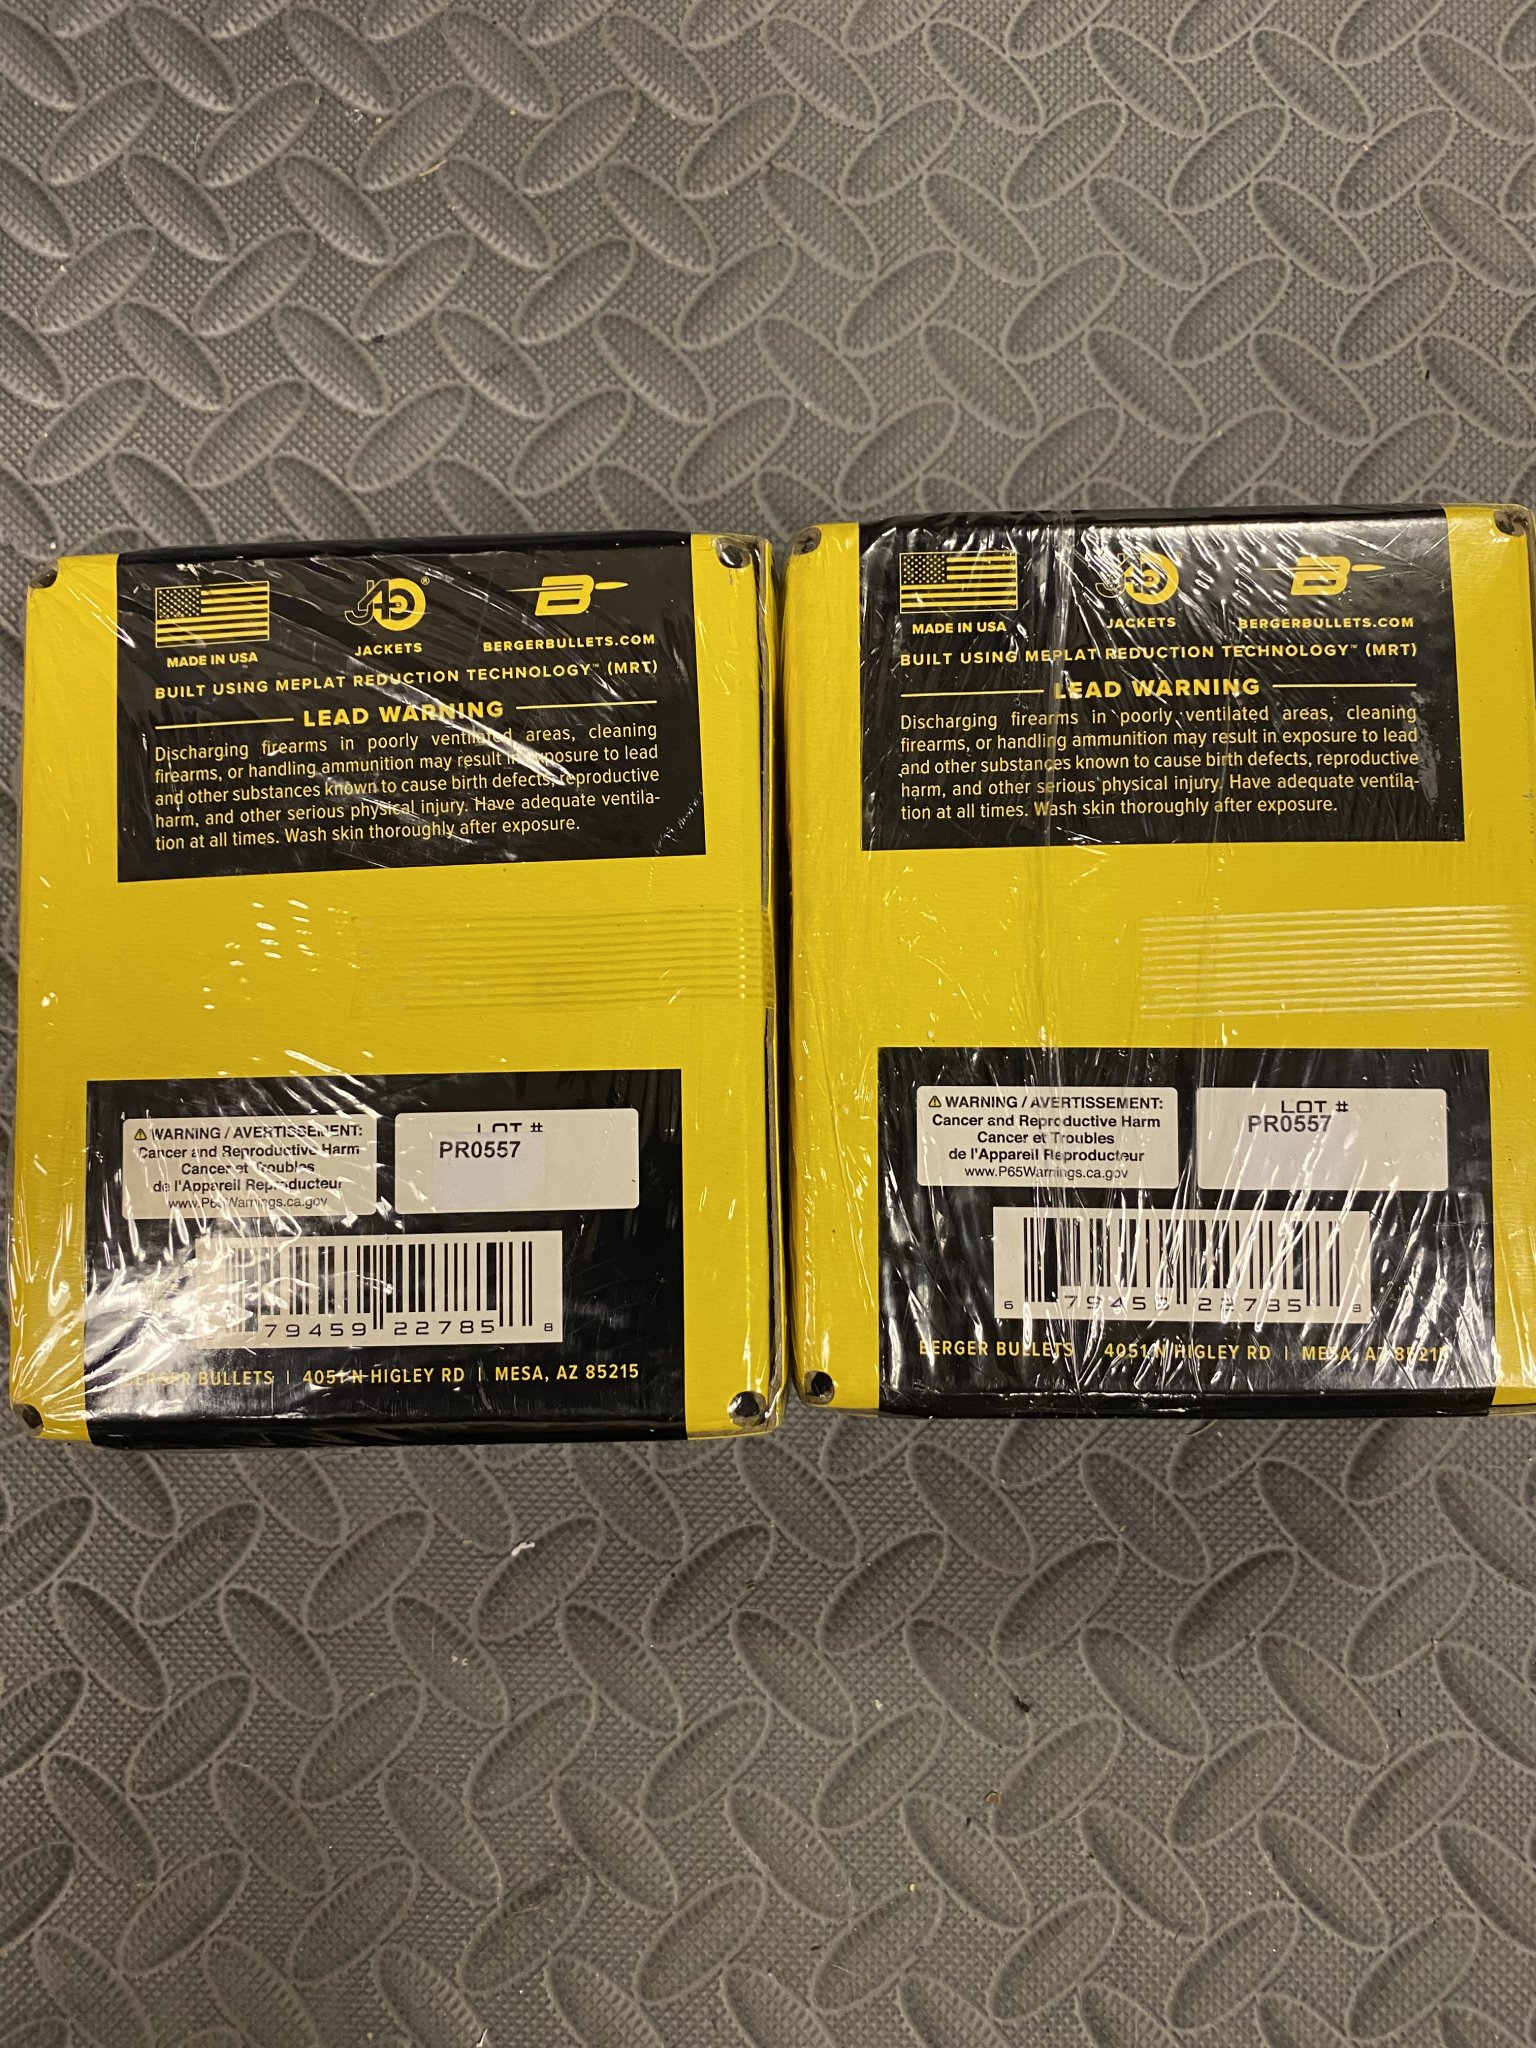 MADE IN USA
J4
®
JACKETS
B
BERGERBULLETS.COM
BUILT USING MEPLAT REDUCTION TECHNOLOGY™ (MRT)
LEAD WARNING
Discharging firearms in poorly ventilated areas, cleaning
firearms, or handling ammunition may result in exposure to lead
and other substances known to cause birth defects, reproductive
harm, and other serious physical injury. Have adequate ventila-
tion at all times. Wash skin thoroughly after exposure.
⚠ WARNING / AVERTISSEMENT:
Cancer and Reproductive Harm
Cancer et Troubles
de l'Appareil Reproducteur
www.P65Warnings.ca.gov
LOT #
PR0557
79459 22785 8
BERGER BULLETS | 4051 N HIGLEY RD | MESA, AZ 85215
MADE IN USA
J4
JACKETS
B
BERGERBULLETS.COM
BUILT USING MEPLAT REDUCTION TECHNOLOGY™ (MRT)
LEAD WARNING
Discharging firearms in poorly ventilated areas, cleaning
firearms, or handling ammunition may result in exposure to lead
and other substances known to cause birth defects, reproductive
harm, and other serious physical injury. Have adequate ventila-
tion at all times. Wash skin thoroughly after exposure.
⚠ WARNING / AVERTISSEMENT:
Cancer and Reproductive Harm
Cancer et Troubles
de l'Appareil Reproducteur
www.P65Warnings.ca.gov
LOT #
PR0557
6 79459 22785 8
BERGER BULLETS | 4051 N HIGLEY RD | MESA, AZ 85215